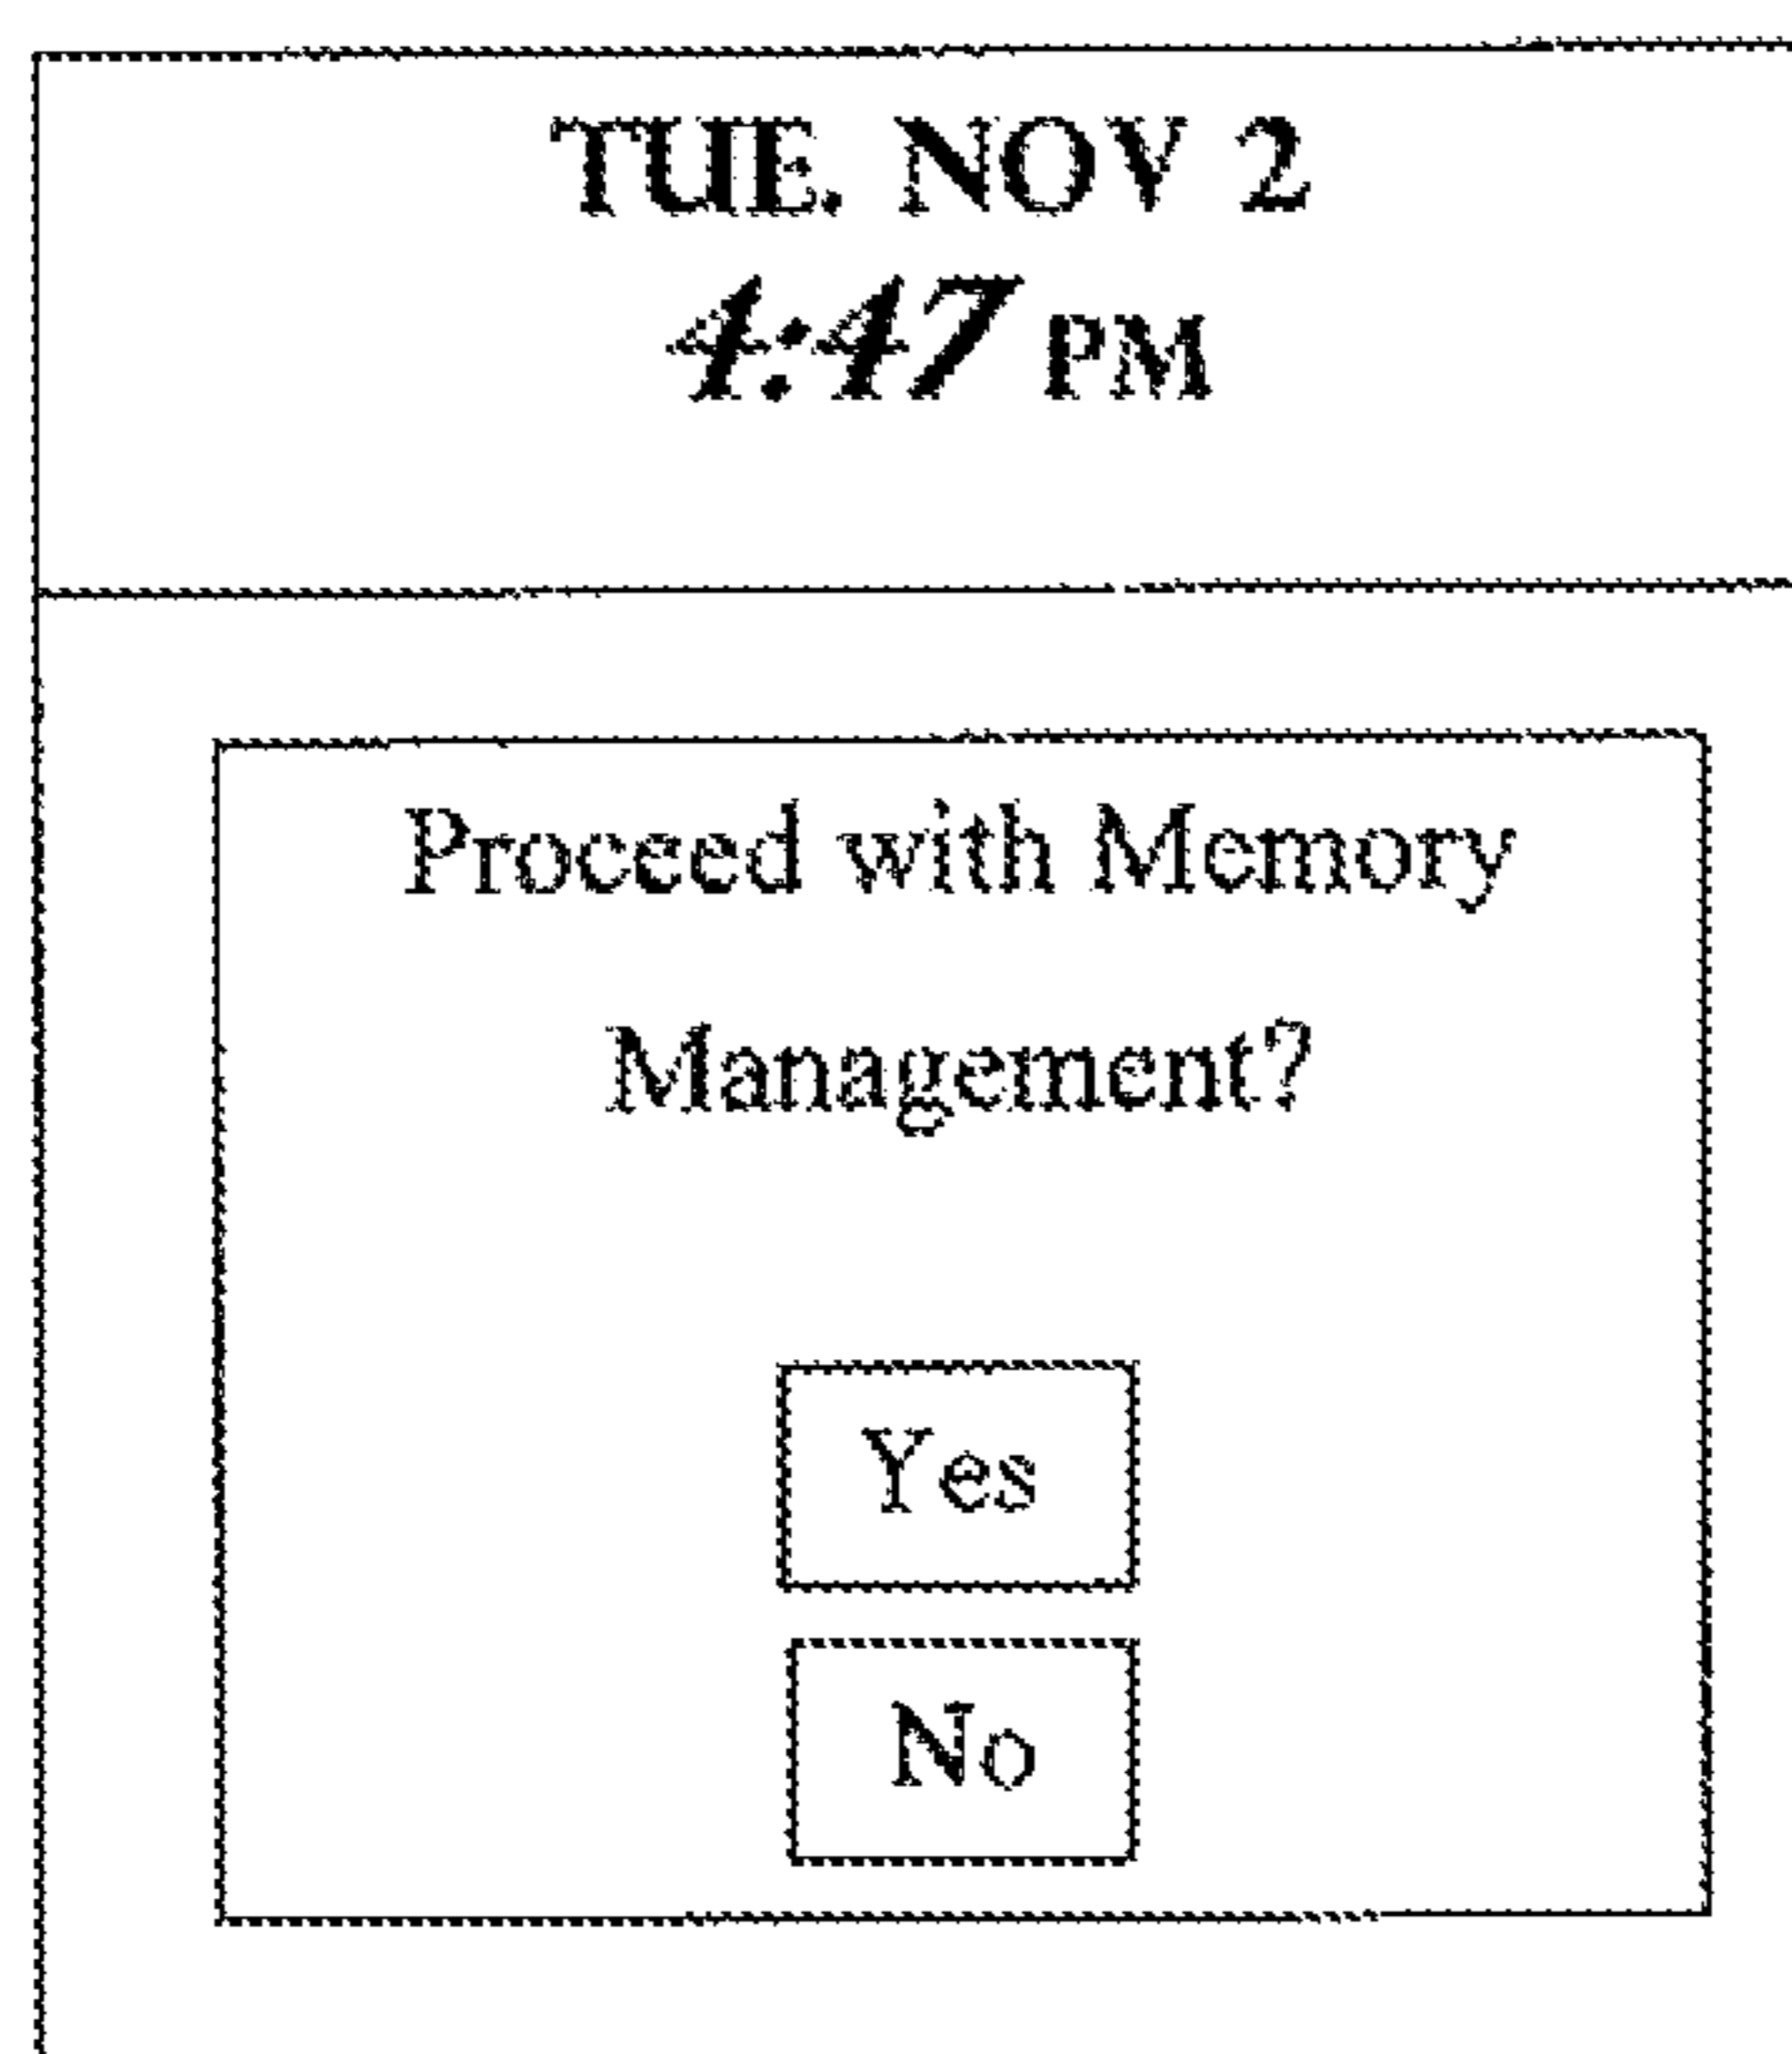 TUE. NOV 2
4:47 PM
Proceed with Memory
Management?
Yes
No